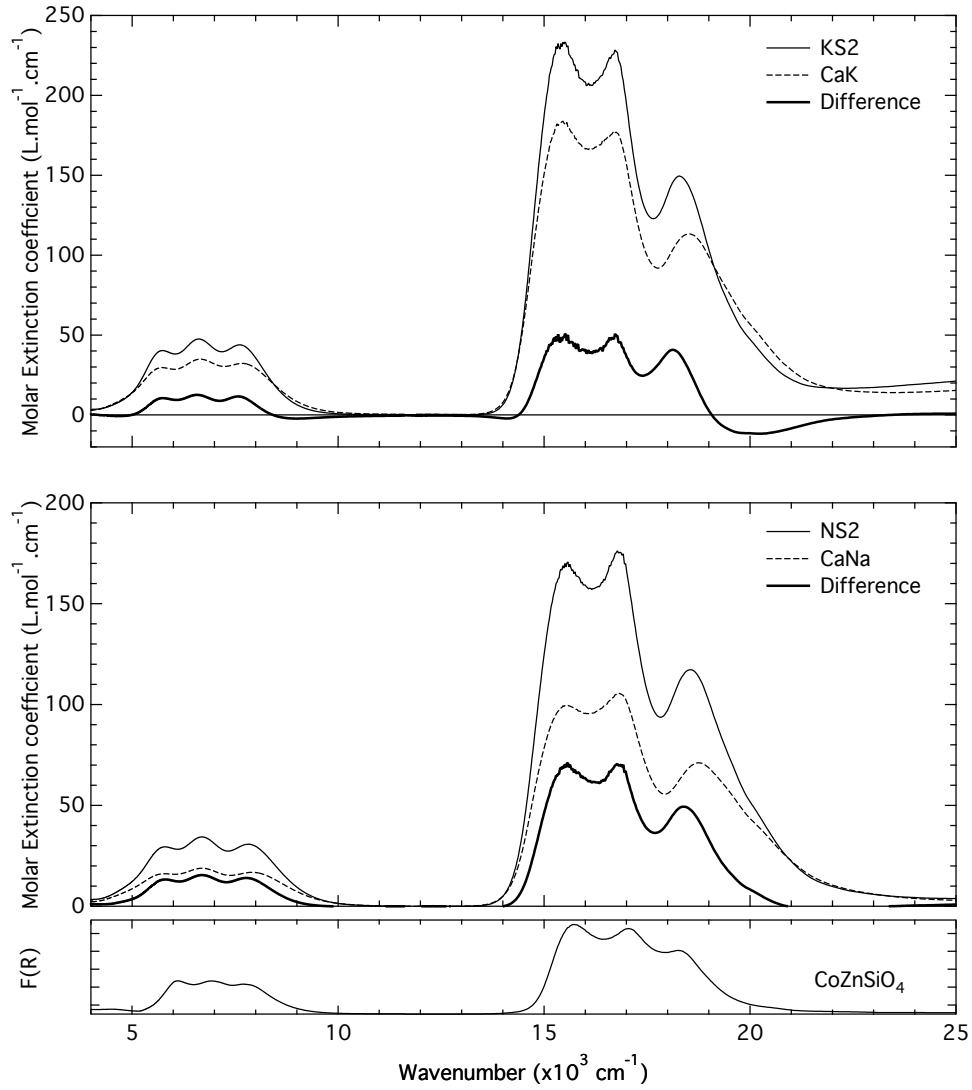 250
200
150
100
50
0
Molar Extinction coefficient (L.mol⁻¹.cm⁻¹)
KS2
CaK
Difference
200
150
100
50
0
Molar Extinction coefficient (L.mol⁻¹.cm⁻¹)
NS2
CaNa
Difference
F(R)
CoZnSiO₄
5 10 15 20 25
Wavenumber (x10³ cm⁻¹)